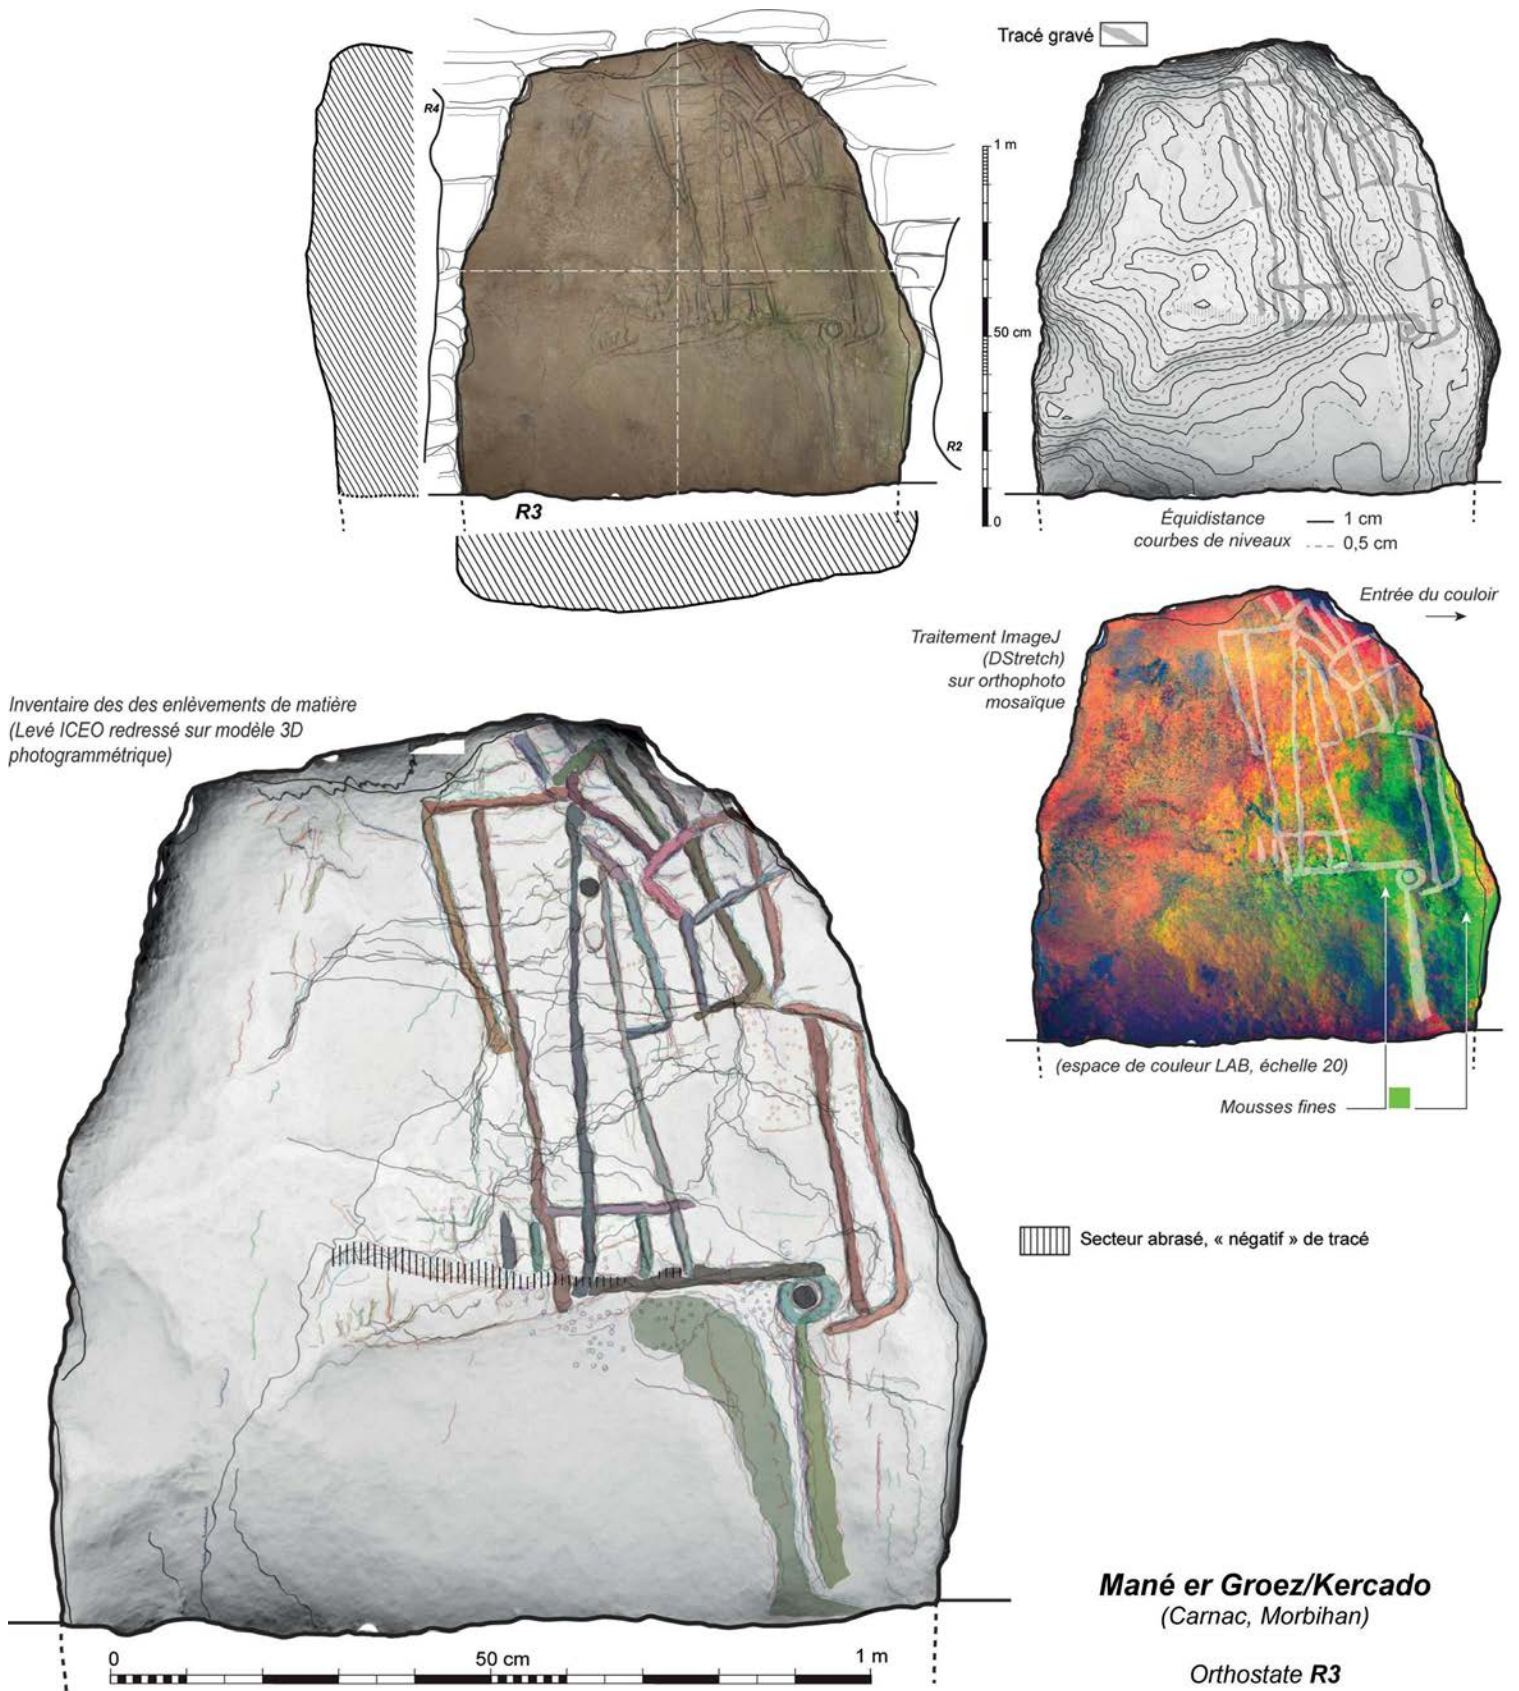 Tracé gravé
R4
1 m
50 cm
R2
0
R3
Équidistance
courbes de niveaux
1 cm
0,5 cm
Entrée du couloir
Traitement ImageJ
(DStretch)
sur orthophoto
mosaïque
Inventaire des des enlèvements de matière
(Levé ICEO redressé sur modèle 3D
photogrammétrique)
(espace de couleur LAB, échelle 20)
Mousses fines
Secteur abrasé, « négatif » de tracé
Mané er Groez/Kercado
(Carnac, Morbihan)
Orthostate R3
0
50 cm
1 m